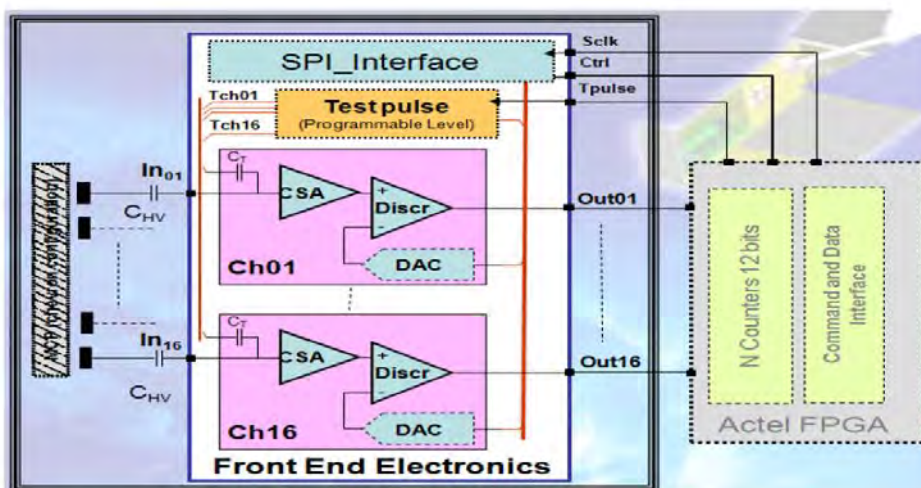 Sclk
Ctrl
Tpulse
SPI_Interface
Tch01
Testpulse
(Programmable Level)
Tch16
In01
CHV
CT
CSA
+
-
Discr
DAC
Ch01
Out01
In16
CHV
CT
CSA
+
-
Discr
DAC
Ch16
Out16
Front End Electronics
N Counters 12 bits
Command and Data
Interface
Actel FPGA